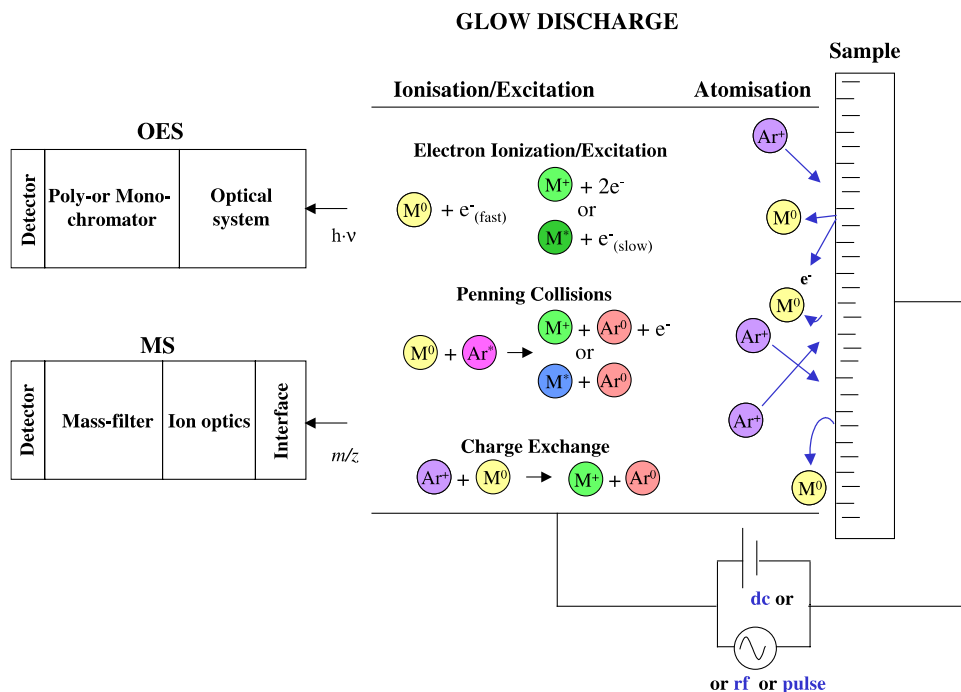 GLOW DISCHARGE
Sample
Ionisation/Excitation
Atomisation
OES
Detector
Poly-or Mono-
chromator
Optical
system
h·ν
Electron Ionization/Excitation
M⁰ + e⁻(fast)
M⁺ + 2e⁻
or
M* + e⁻(slow)
Penning Collisions
M⁰ + Ar*
M⁺ + Ar⁰ + e⁻
or
M* + Ar⁰
Charge Exchange
Ar⁺ + M⁰
M⁺ + Ar⁰
MS
Detector
Mass-filter
Ion optics
Interface
m/z
Ar⁺
M⁰
e⁻
M⁰
Ar⁺
Ar⁺
M⁰
dc or
or rf or pulse